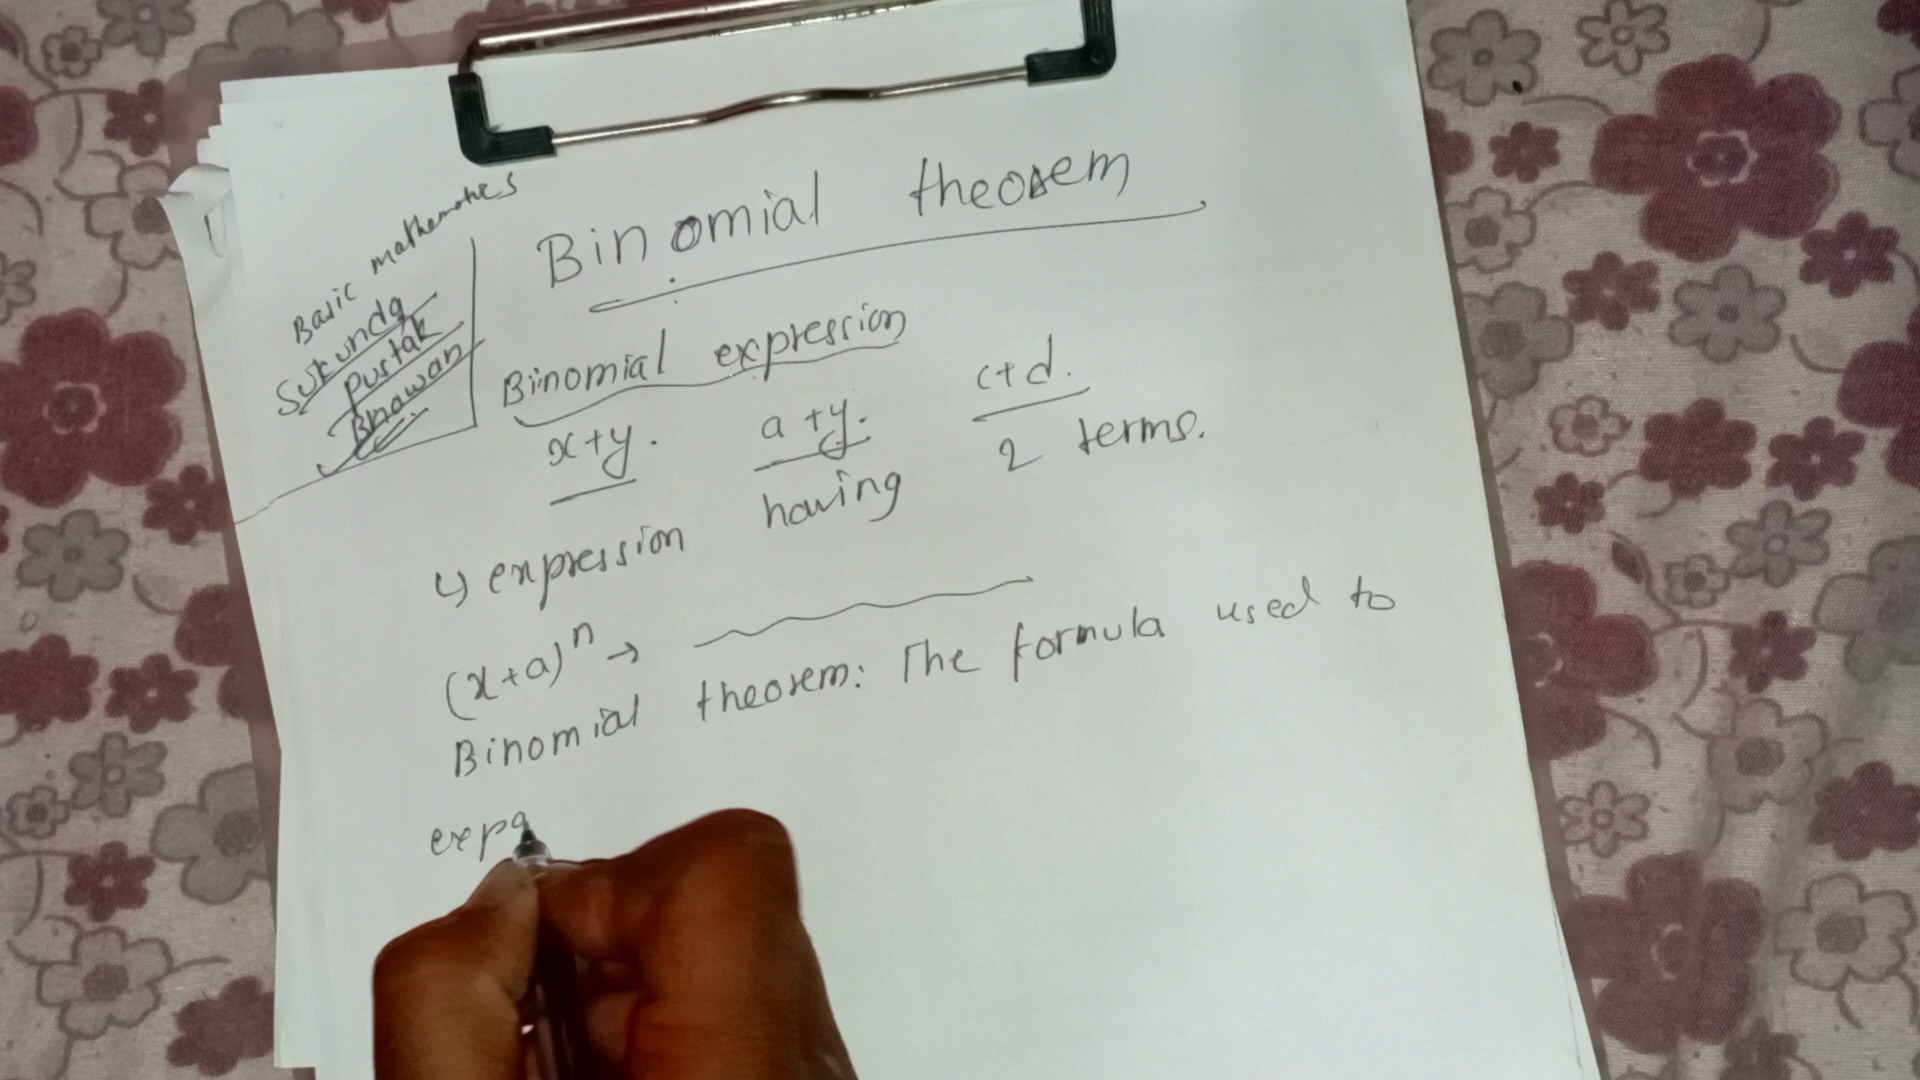 Basic mathematics
Sukunda
Pustak
Bhawan
Binomial theorem
Binomial expression
x+y. a+y. c+d.
↳ expression having 2 terms.
(x+a)ⁿ →
Binomial theorem: The formula used to
expa